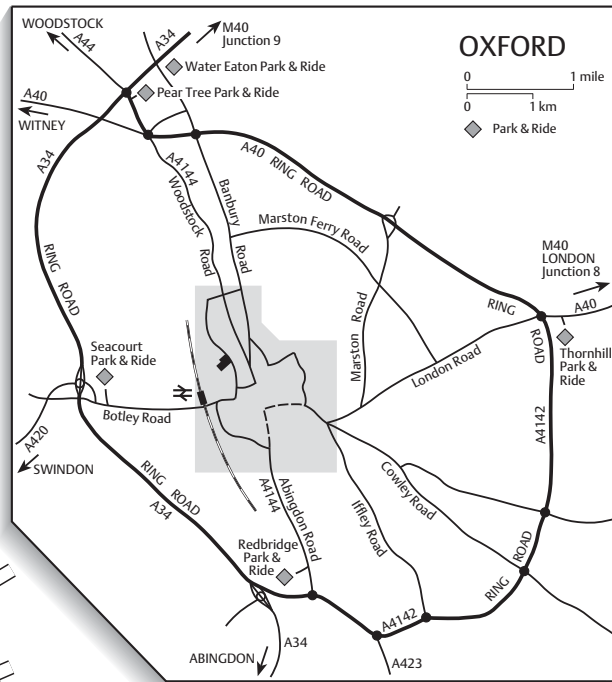 WOODSTOCK
A44
A34
M40
Junction 9
OXFORD
0 1 mile
0 1 km
Park & Ride
Water Eaton Park & Ride
Pear Tree Park & Ride
A40
WITNEY
A34
A4144
Woodstock
Road
Banbury
Road
A40 RING ROAD
Marston Ferry Road
RING ROAD
Marston Road
M40
LONDON
Junction 8
A40
RING
ROAD
London Road
Thornhill
Park &
Ride
Seacourt
Park & Ride
Botley Road
A4142
A420
SWINDON
RING ROAD
A34
Abingdon Road
A4144
Iffley Road
Cowley Road
Redbridge
Park &
Ride
RING ROAD
A4142
A34
ABINGDON
A423